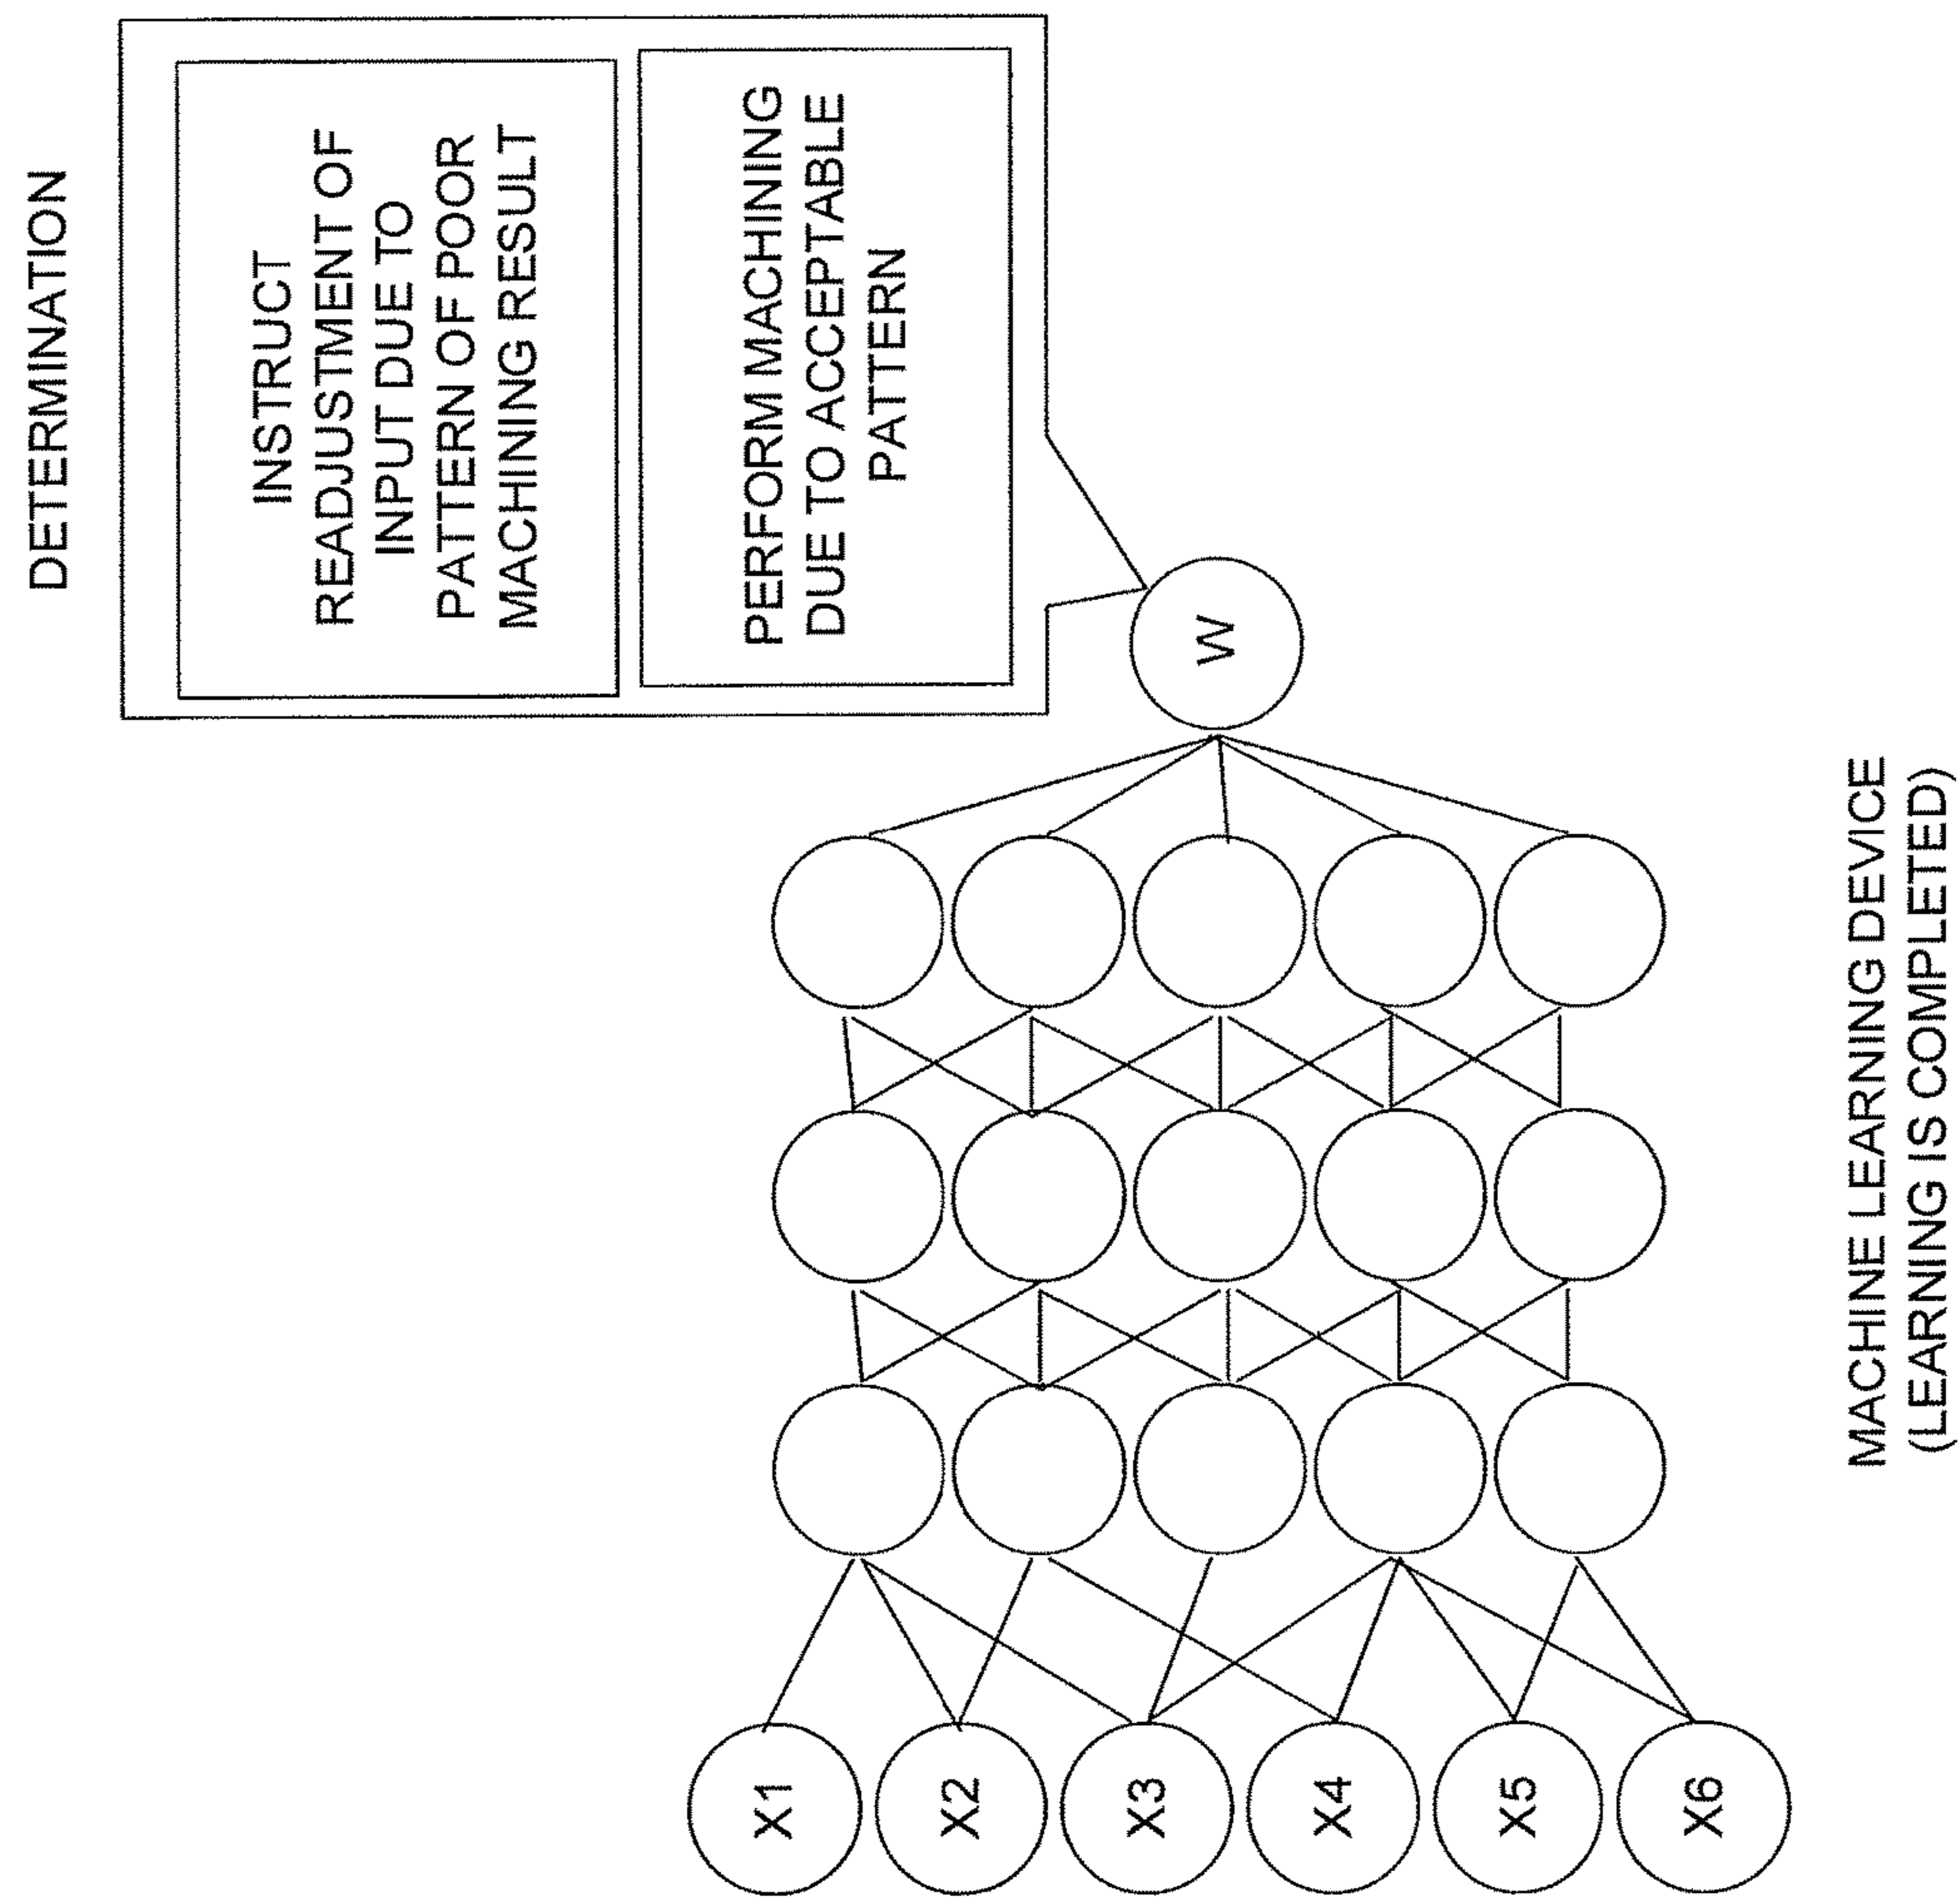 DETERMINATION
INSTRUCT
READJUSTMENT OF
INPUT DUE TO
PATTERN OF POOR
MACHINING RESULT
PERFORM MACHINING
DUE TO ACCEPTABLE
PATTERN
W
X1
X2
X3
X4
X5
X6
MACHINE LEARNING DEVICE
(LEARNING IS COMPLETED)